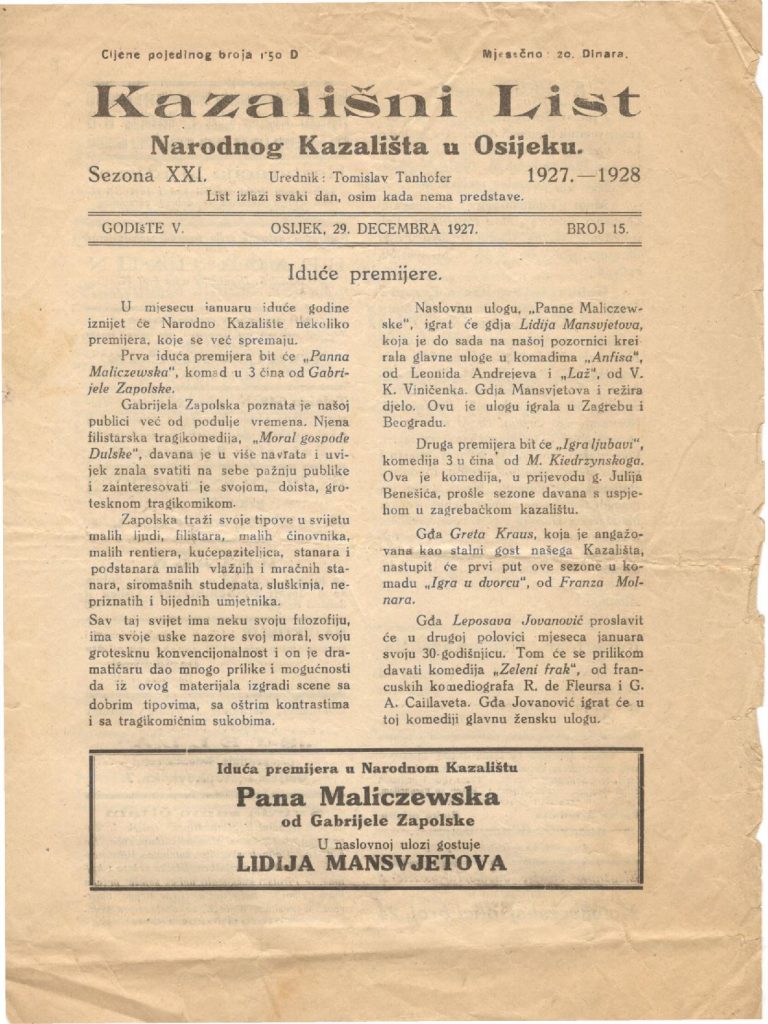 Cijene pojedinog broja 1·50 D
Mjesečno 20. Dinara.
Kazališni List
Narodnog Kazališta u Osijeku.
Sezona XXI.
Urednik: Tomislav Tanhofer
1927.—1928
List izlazi svaki dan, osim kada nema predstave.
GODIŠTE V.
OSIJEK, 29. DECEMBRA 1927.
BROJ 15.
Iduće premijere.
U mjesecu januaru iduće godine
iznijet će Narodno Kazalište nekoliko
premijera, koje se već spremaju.
Prva iduća premijera bit će „Panna
Maliczewska“, komad u 3 čina od Gabri-
jele Zapolske.
Gabrijela Zapolska poznata je našoj
publici već od podulje vremena. Njena
filistarska tragikomedija, „Moral gospođe
Dulske“, davana je u više navrata i uvi-
jek znala svatiti na sebe pažnju publike
i zainteresovati je svojom, doista, gro-
tesknom tragikomikom.
Zapolska traži svoje tipove u svijetu
malih ljudi, filistara, malih činovnika,
malih rentiera, kućepaziteljica, stanara i
podstanara malih vlažnih i mračnih sta-
nara, siromašnih studenata, sluškinja, ne-
priznatih i bijednih umjetnika.
Sav taj svijet ima neku svoju filozofiju,
ima svoje uske nazore svoj moral, svoju
grotesknu konvencijonalnost i on je dra-
matičaru dao mnogo prilike i mogućnosti
da iz ovog materijala izgradi scene sa
dobrim tipovima, sa oštrim kontrastima
i sa tragikomičnim sukobima.
Naslovnu ulogu, „Panne Maliczew-
ske“, igrat će gdja Lidija Mansvjetova,
koja je do sada na našoj pozornici krei
rala glavne uloge u komadima „Anfisa“,
od Leonida Andrejeva i „Laž“, od V.
K. Viničenka. Gdja Mansvjetova i režira
djelo. Ovu je ulogu igrala u Zagrebu i
Beogradu.
Druga premijera bit će „Igra ljubavi“,
komedija 3 u čina od M. Kiedrzynskoga.
Ova je komedija, u prijevodu g. Julija
Benešića, prošle sezone davana s uspje-
hom u zagrebačkom kazalištu.
Gđa Greta Kraus, koja je angažo-
vana kao stalni gost našega Kazališta,
nastupit će prvi put ove sezone u ko-
madu „Igra u dvorcu“, od Franza Mol-
nara.
Gđa Leposava Jovanović proslavit
će u drugoj polovici mjeseca januara
svoju 30-godišnjicu. Tom će se prilikom
davati komedija „Zeleni frak“, od fran-
cuskih komediografa R. de Fleursa i G.
A. Caillaveta. Gđa Jovanović igrat će u
toj komediji glavnu žensku ulogu.
Iduća premijera u Narodnom Kazalištu
Pana Maliczewska
od Gabrijele Zapolske
U naslovnoj ulozi gostuje
LIDIJA MANSVJETOVA